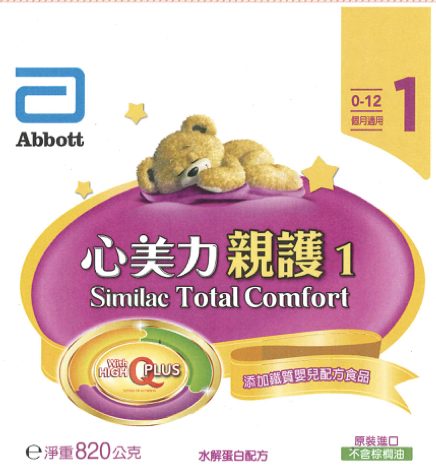 Abbott
0-12
個月適用
1
心美力 親護 1
Similac Total Comfort
With
HIGH Q PLUS
添加鐵質嬰兒配方食品
℮淨重820公克
水解蛋白配方
原裝進口
不含棕櫚油